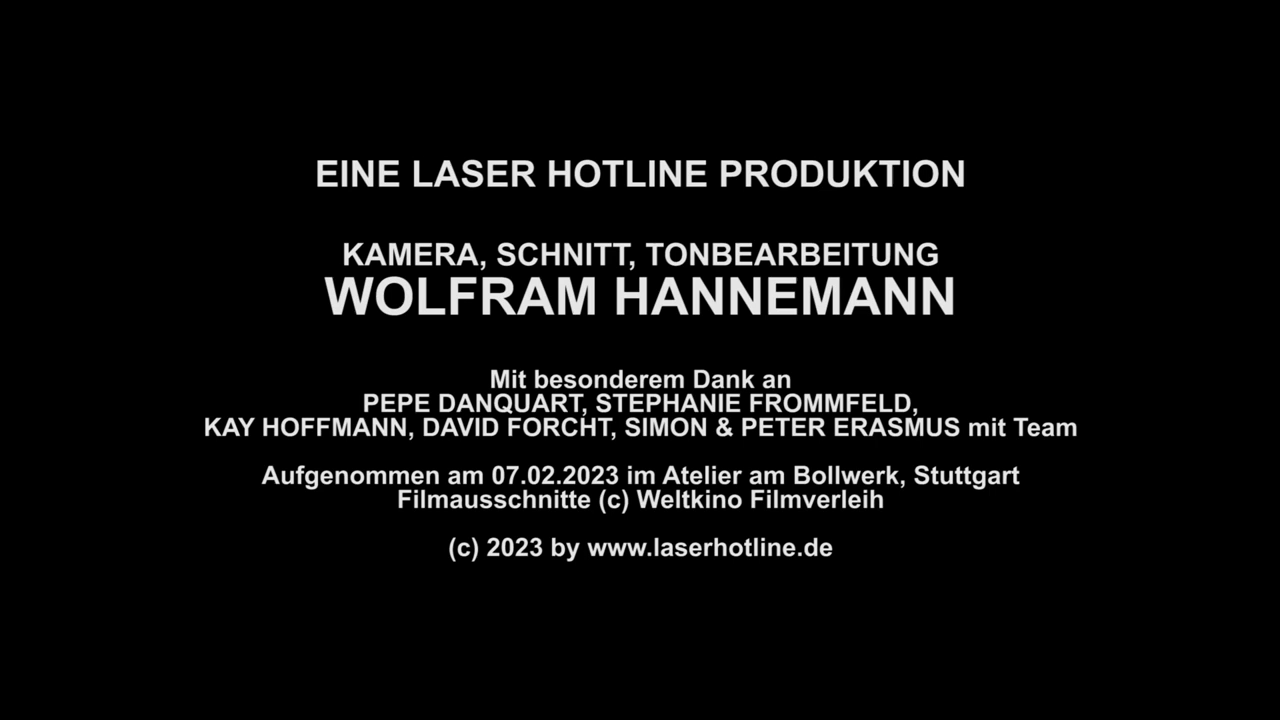 EINE LASER HOTLINE PRODUKTION
KAMERA, SCHNITT, TONBEARBEITUNG
WOLFRAM HANNEMANN
Mit besonderem Dank an
PEPE DANQUART, STEPHANIE FROMMFELD,
KAY HOFFMANN, DAVID FORCHT, SIMON & PETER ERASMUS mit Team
Aufgenommen am 07.02.2023 im Atelier am Bollwerk, Stuttgart
Filmausschnitte (c) Weltkino Filmverleih
(c) 2023 by www.laserhotline.de